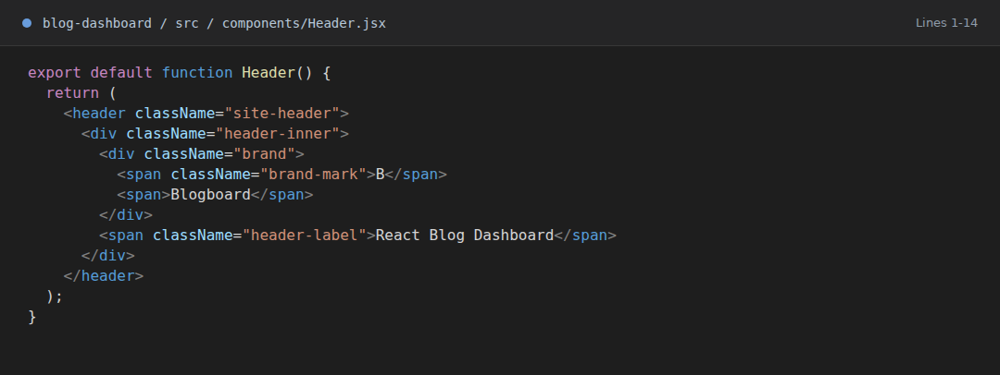 blog-dashboard / src / components/Header.jsx
Lines 1-14
export default function Header() {
  return (
    <header className="site-header">
      <div className="header-inner">
        <div className="brand">
          <span className="brand-mark">B</span>
          <span>Blogboard</span>
        </div>
        <span className="header-label">React Blog Dashboard</span>
      </div>
    </header>
  );
}